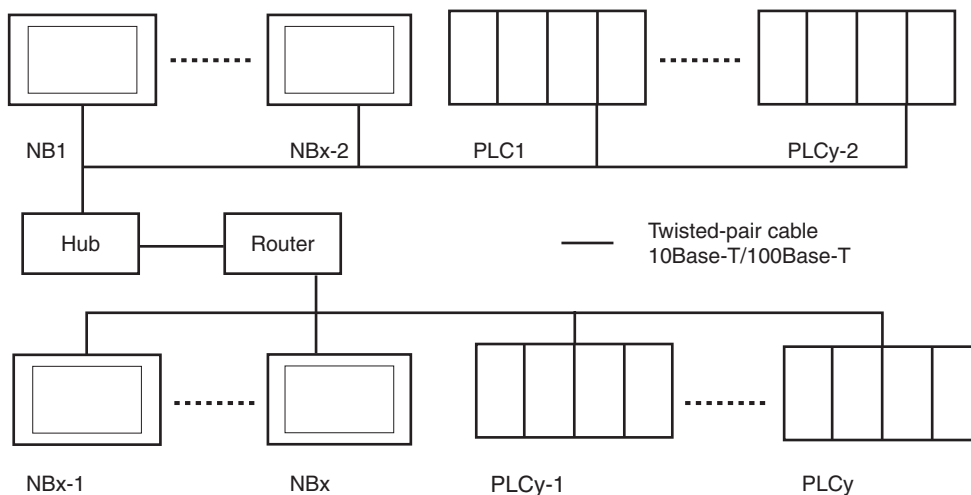 NB1
NBx-2
PLC1
PLCy-2
Hub
Router
Twisted-pair cable
10Base-T/100Base-T
NBx-1
NBx
PLCy-1
PLCy